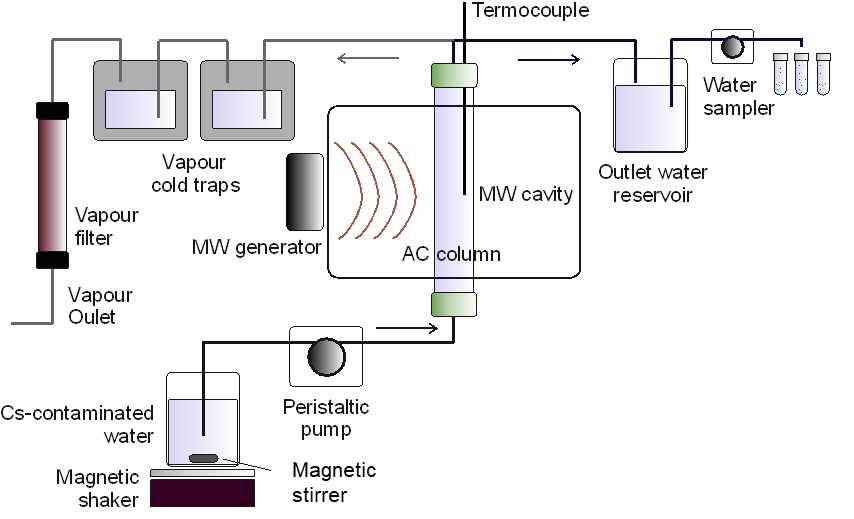 Termocouple
Water
sampler
Vapour
cold traps
Outlet water
reservoir
MW cavity
Vapour
filter
MW generator
AC column
Vapour
Oulet
Peristaltic
pump
Cs-contaminated
water
Magnetic
shaker
Magnetic
stirrer